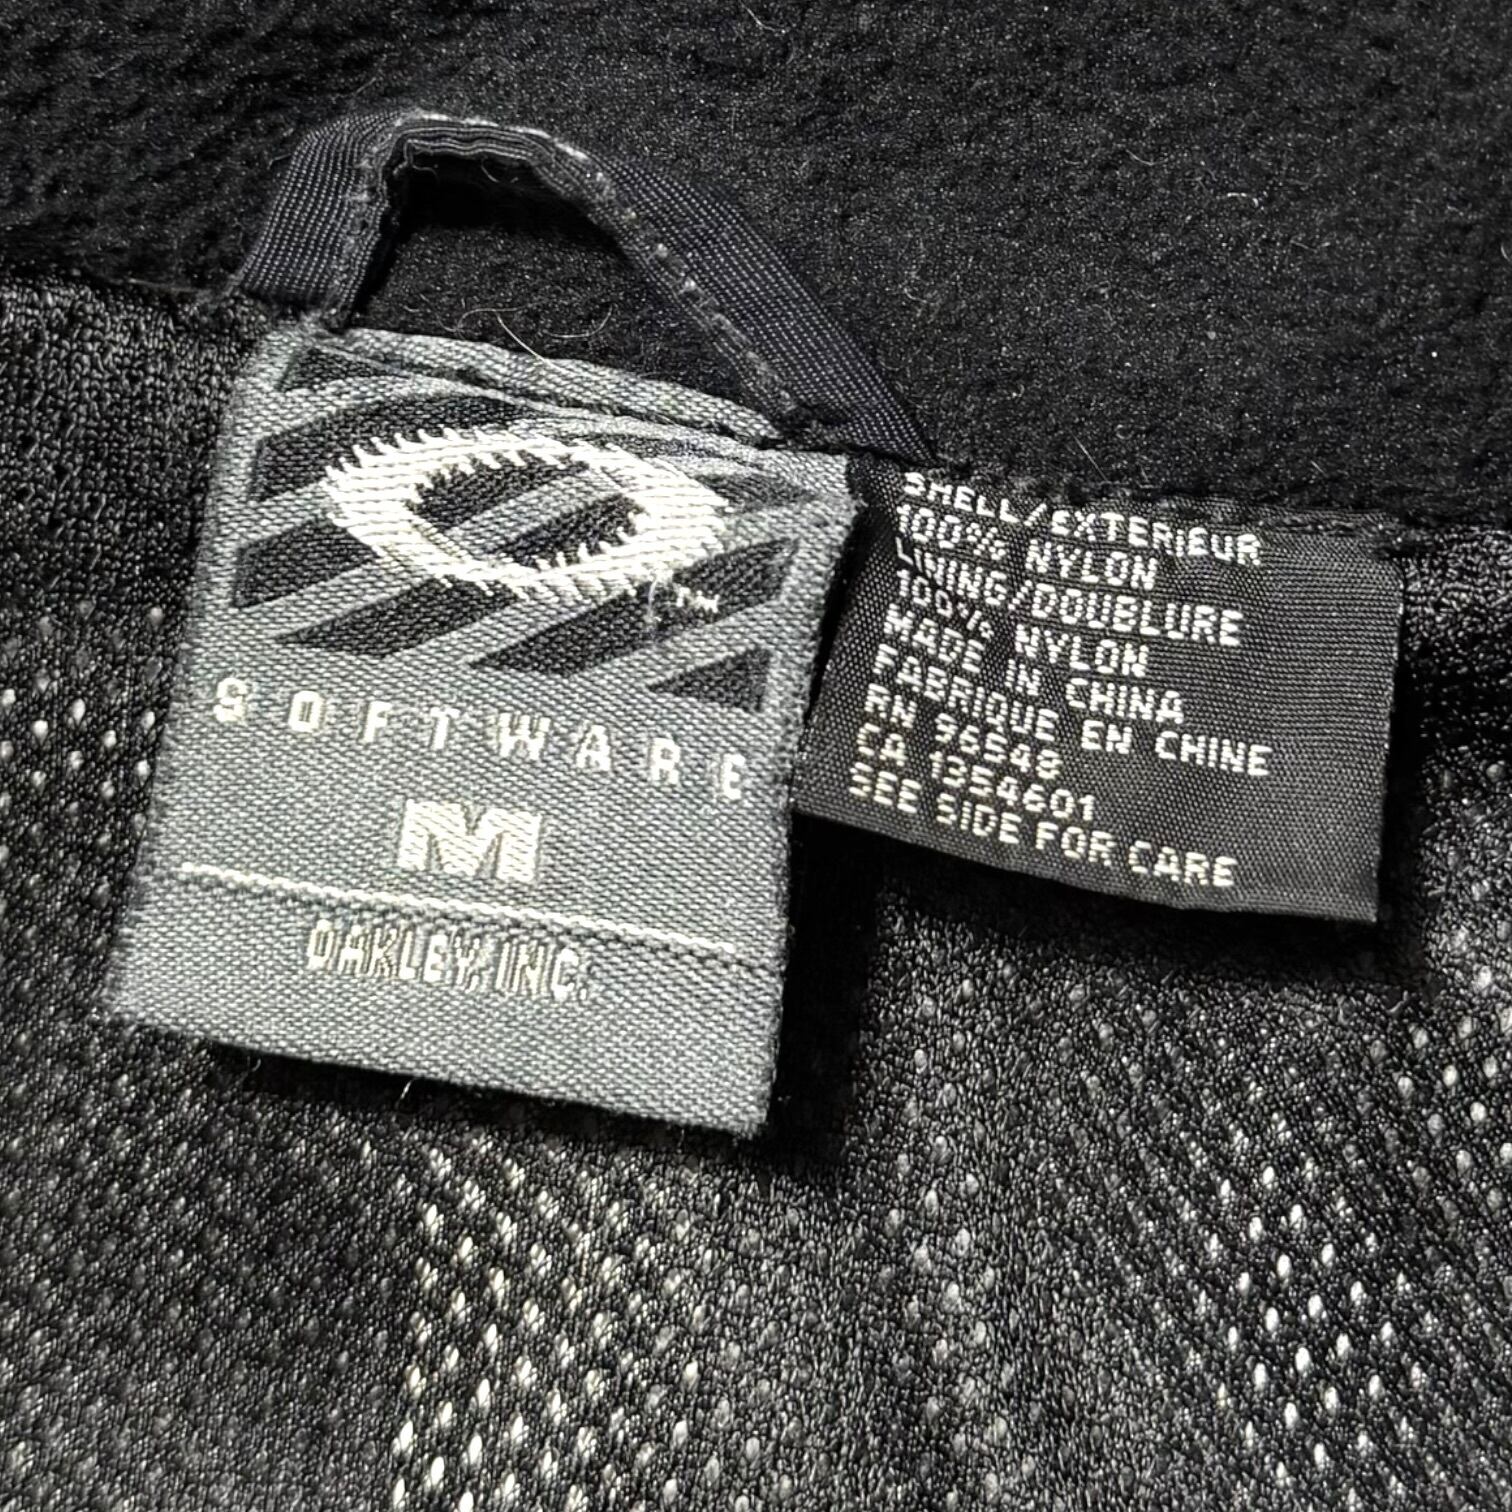 TM
SOFTWARE
M
OAKLEY, INC.
SHELL/EXTERIEUR
100% NYLON
LINING/DOUBLURE
100% NYLON
MADE IN CHINA
FABRIQUE EN CHINE
RN 96548
CA 1354601
SEE SIDE FOR CARE